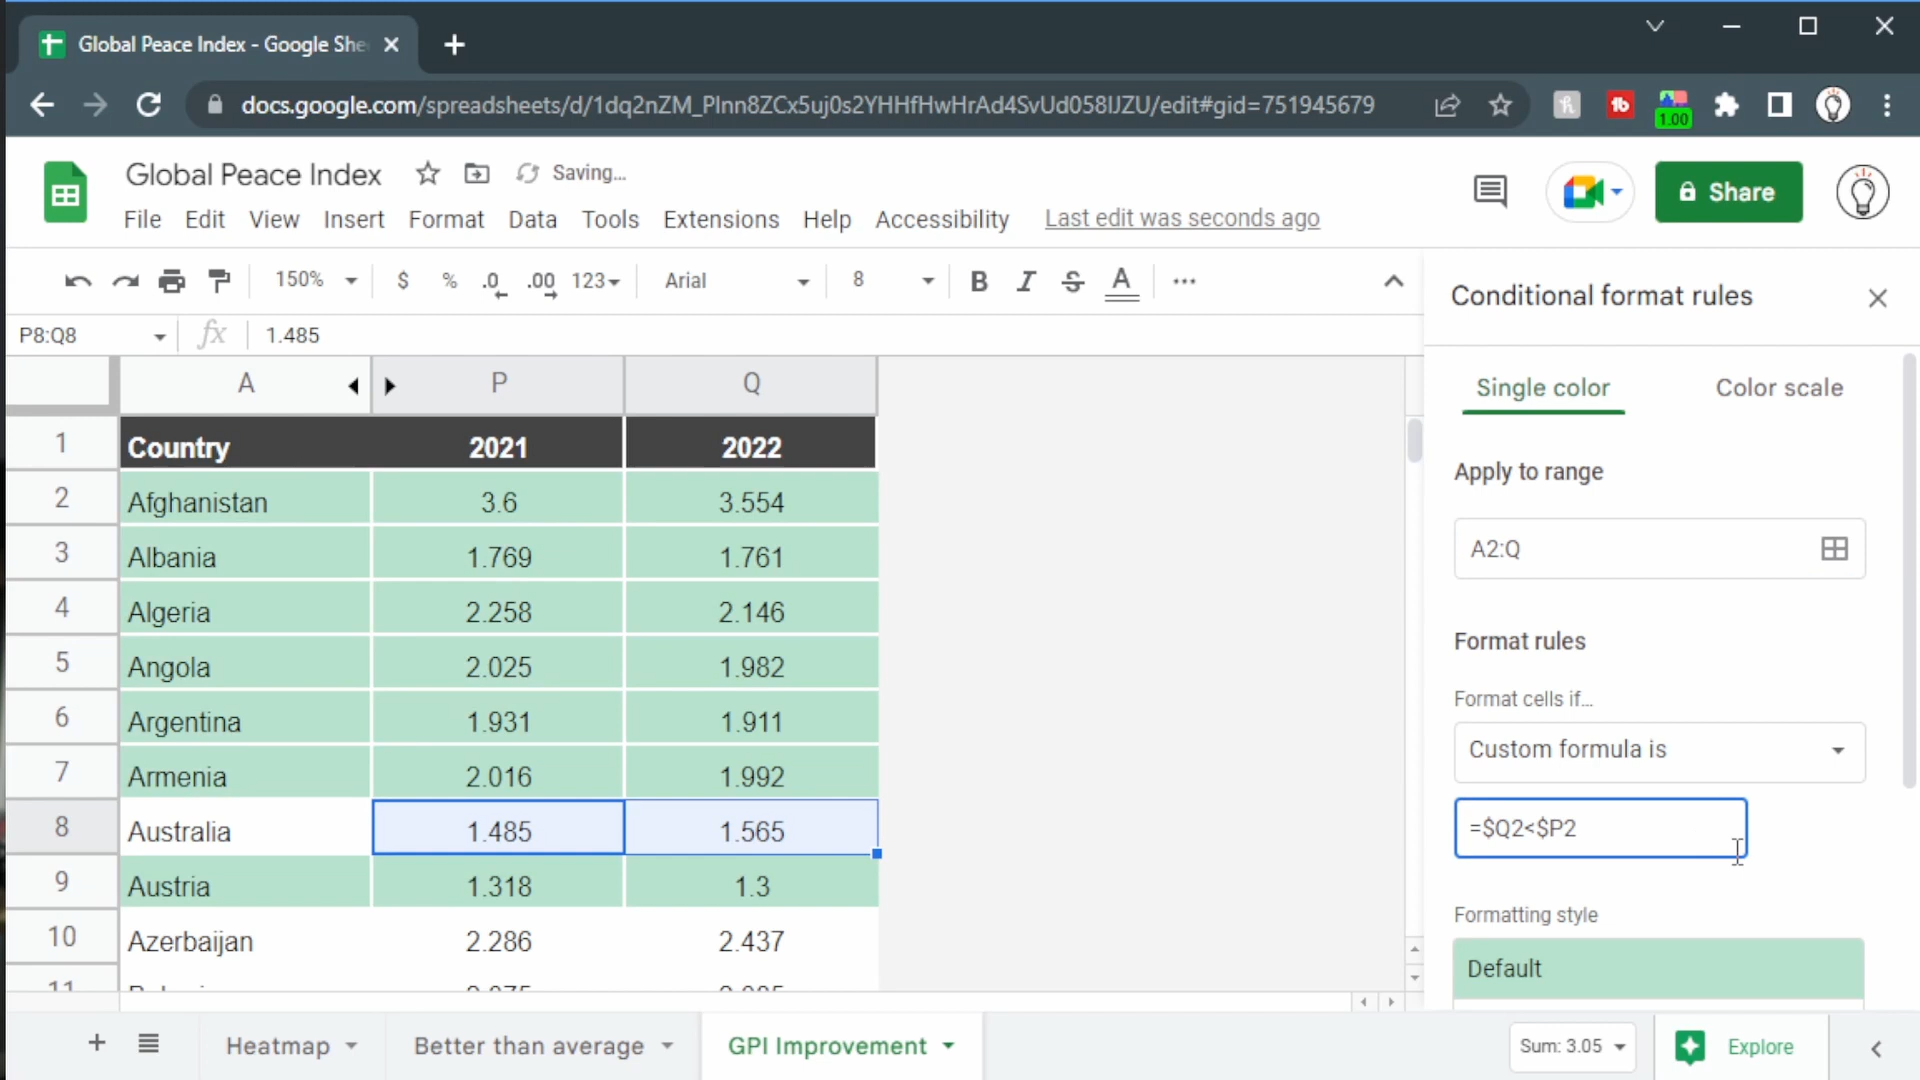 Global Peace Index - Google She
docs.google.com/spreadsheets/d/1dq2nZM_PInn8ZCx5uj0s2YHHfHwHrAd4SvUd058IJZU/edit#gid=751945679
1.00
Global Peace Index
Saving…
Share
File Edit View Insert Format Data Tools Extensions Help Accessibility Last edit was seconds ago
150% $ % .0 .00 123 Arial 8 B I S A
Conditional format rules
P8:Q8 fx 1.485
Single color Color scale
A P Q
1 Country 2021 2022
2 Afghanistan 3.6 3.554
3 Albania 1.769 1.761
4 Algeria 2.258 2.146
5 Angola 2.025 1.982
6 Argentina 1.931 1.911
7 Armenia 2.016 1.992
8 Australia 1.485 1.565
9 Austria 1.318 1.3
10 Azerbaijan 2.286 2.437
11
Apply to range
A2:Q
Format rules
Format cells if…
Custom formula is
=$Q2<$P2
Formatting style
Default
Heatmap Better than average GPI Improvement
Sum: 3.05 Explore